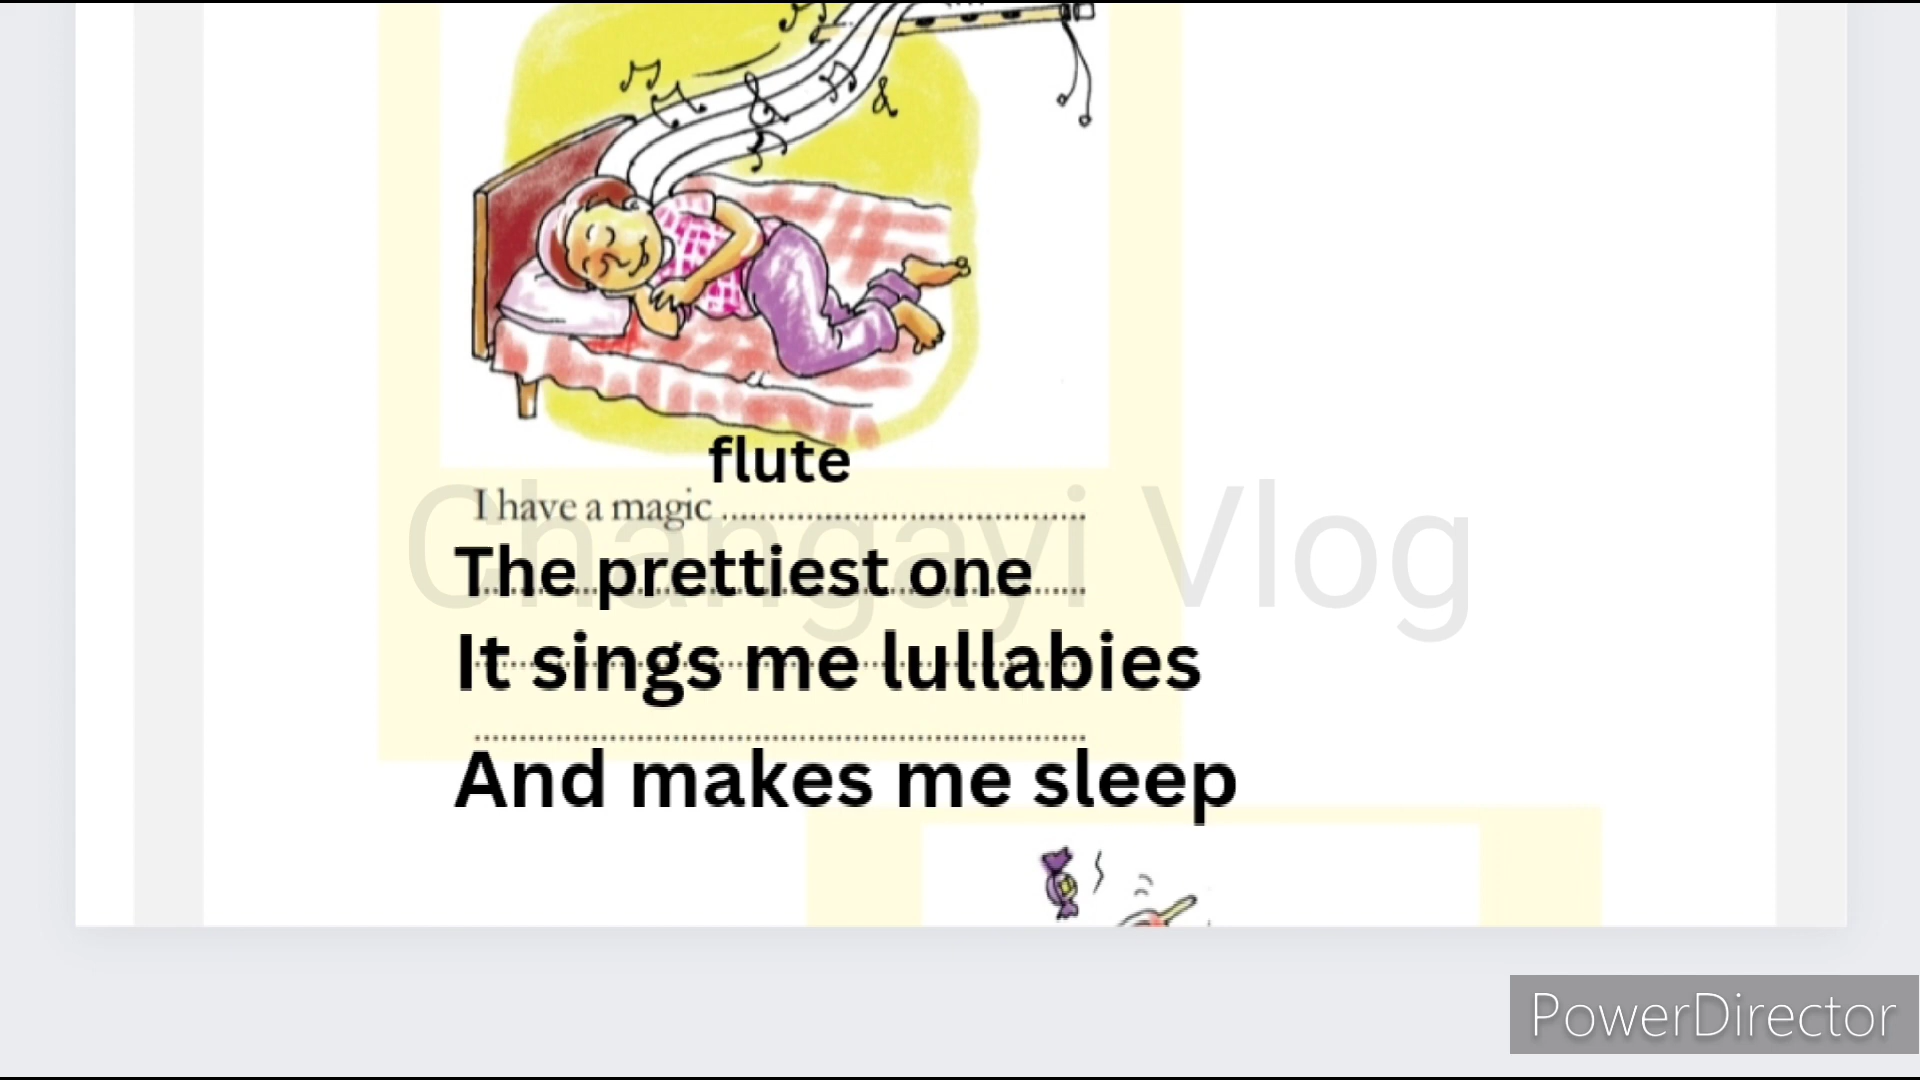 flute
I have a magic ........................................
The prettiest one
It sings me lullabies
And makes me sleep
Changayi Vlog
PowerDirector